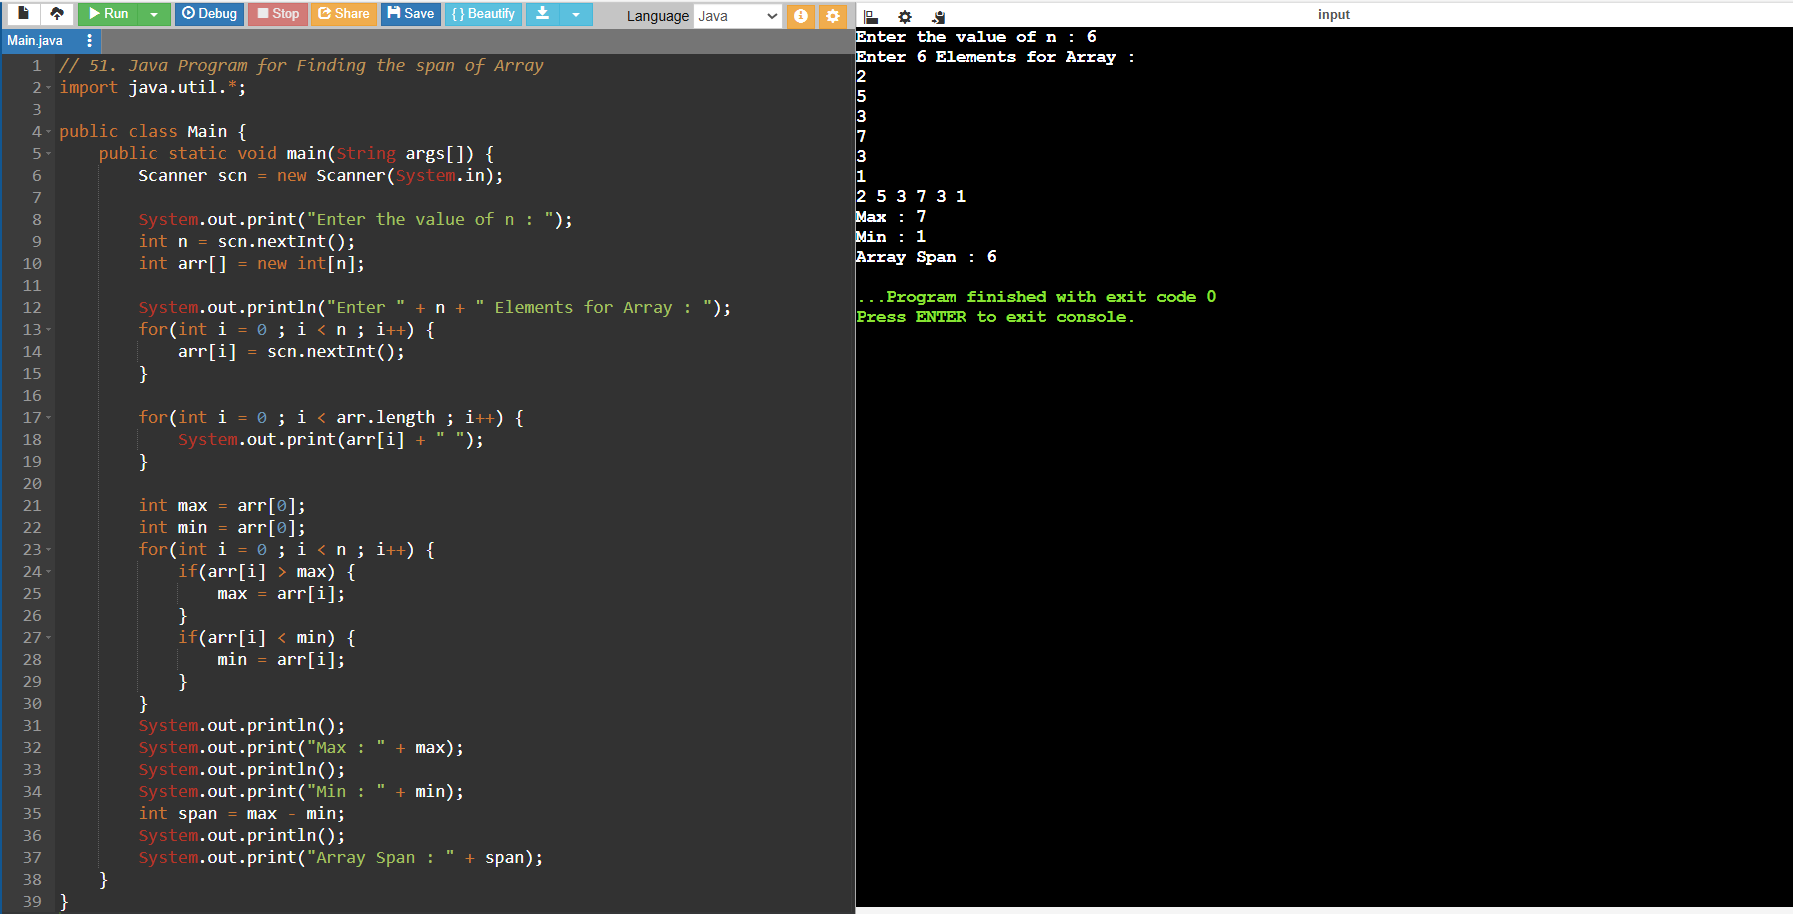 Run Debug Stop Share Save { } Beautify Language Java
Main.java
1 // 51. Java Program for Finding the span of Array
2 import java.util.*;
3
4 public class Main {
5     public static void main(String args[]) {
6         Scanner scn = new Scanner(System.in);
7
8         System.out.print("Enter the value of n : ");
9         int n = scn.nextInt();
10         int arr[] = new int[n];
11
12         System.out.println("Enter " + n + " Elements for Array : ");
13         for(int i = 0 ; i < n ; i++) {
14             arr[i] = scn.nextInt();
15         }
16
17         for(int i = 0 ; i < arr.length ; i++) {
18             System.out.print(arr[i] + " ");
19         }
20
21         int max = arr[0];
22         int min = arr[0];
23         for(int i = 0 ; i < n ; i++) {
24             if(arr[i] > max) {
25                 max = arr[i];
26             }
27             if(arr[i] < min) {
28                 min = arr[i];
29             }
30         }
31         System.out.println();
32         System.out.print("Max : " + max);
33         System.out.println();
34         System.out.print("Min : " + min);
35         int span = max - min;
36         System.out.println();
37         System.out.print("Array Span : " + span);
38     }
39 }
input
Enter the value of n : 6
Enter 6 Elements for Array :
2
5
3
7
3
1
2 5 3 7 3 1
Max : 7
Min : 1
Array Span : 6
...Program finished with exit code 0
Press ENTER to exit console.